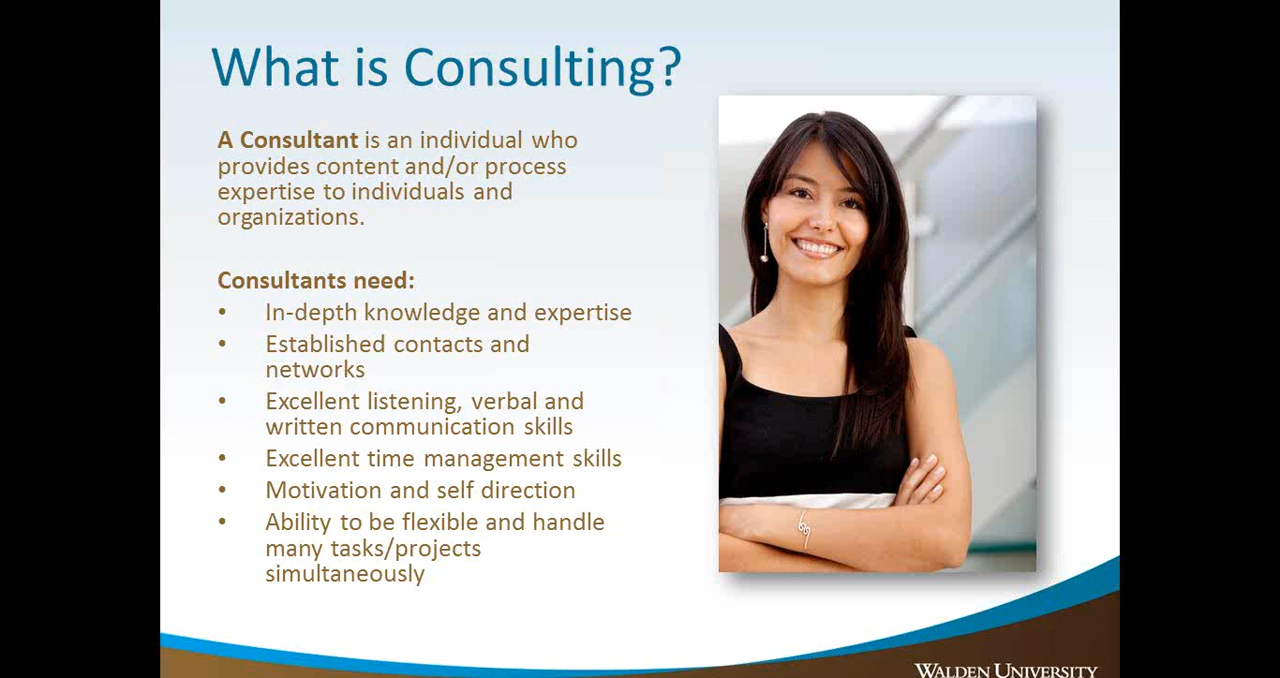 What is Consulting?
A Consultant is an individual who
provides content and/or process
expertise to individuals and
organizations.
Consultants need:
• In-depth knowledge and expertise
• Established contacts and
networks
• Excellent listening, verbal and
written communication skills
• Excellent time management skills
• Motivation and self direction
• Ability to be flexible and handle
many tasks/projects
simultaneously
WALDEN UNIVERSITY